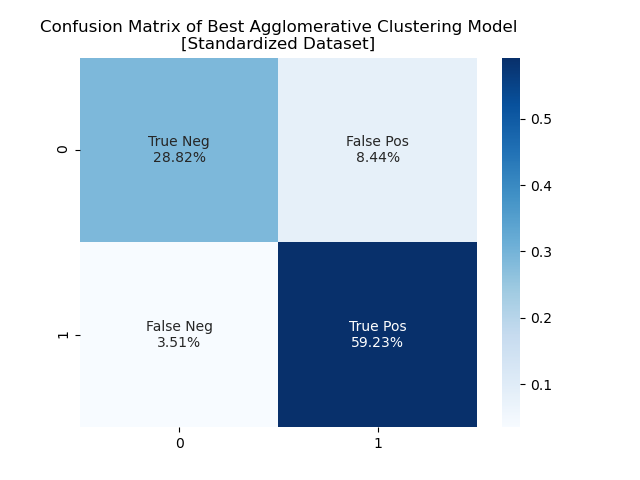 Confusion Matrix of Best Agglomerative Clustering Model
[Standardized Dataset]
0
True Neg
28.82%
False Pos
8.44%
1
False Neg
3.51%
True Pos
59.23%
0
1
0.5
0.4
0.3
0.2
0.1